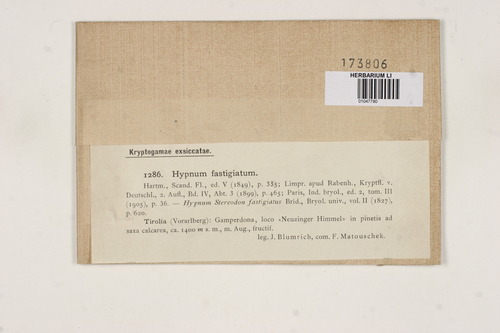 173806
HERBARIUM LI
01047780
Kryptogamae exsiccatae.
1286. Hypnum fastigiatum.
Hartm., Scand. Fl., ed. V (1849), p. 385; Limpr. apud Rabenh., Kryptfl. v.
Deutschl., 2. Aufl., Bd. IV, Abt. 3 (1899), p. 465; Paris, Ind. bryol., ed. 2, tom. III
(1905), p. 36. — Hypnum Stereodon fastigiatus Brid., Bryol. univ., vol. II (1827),
p. 620.
Tirolia (Vorarlberg): Gamperdona, loco »Nenzinger Himmel« in pinetis ad
saxa calcarea, ca. 1400 m s. m., m. Aug., fructif.
leg. J. Blumrich, com. F. Matouschek.